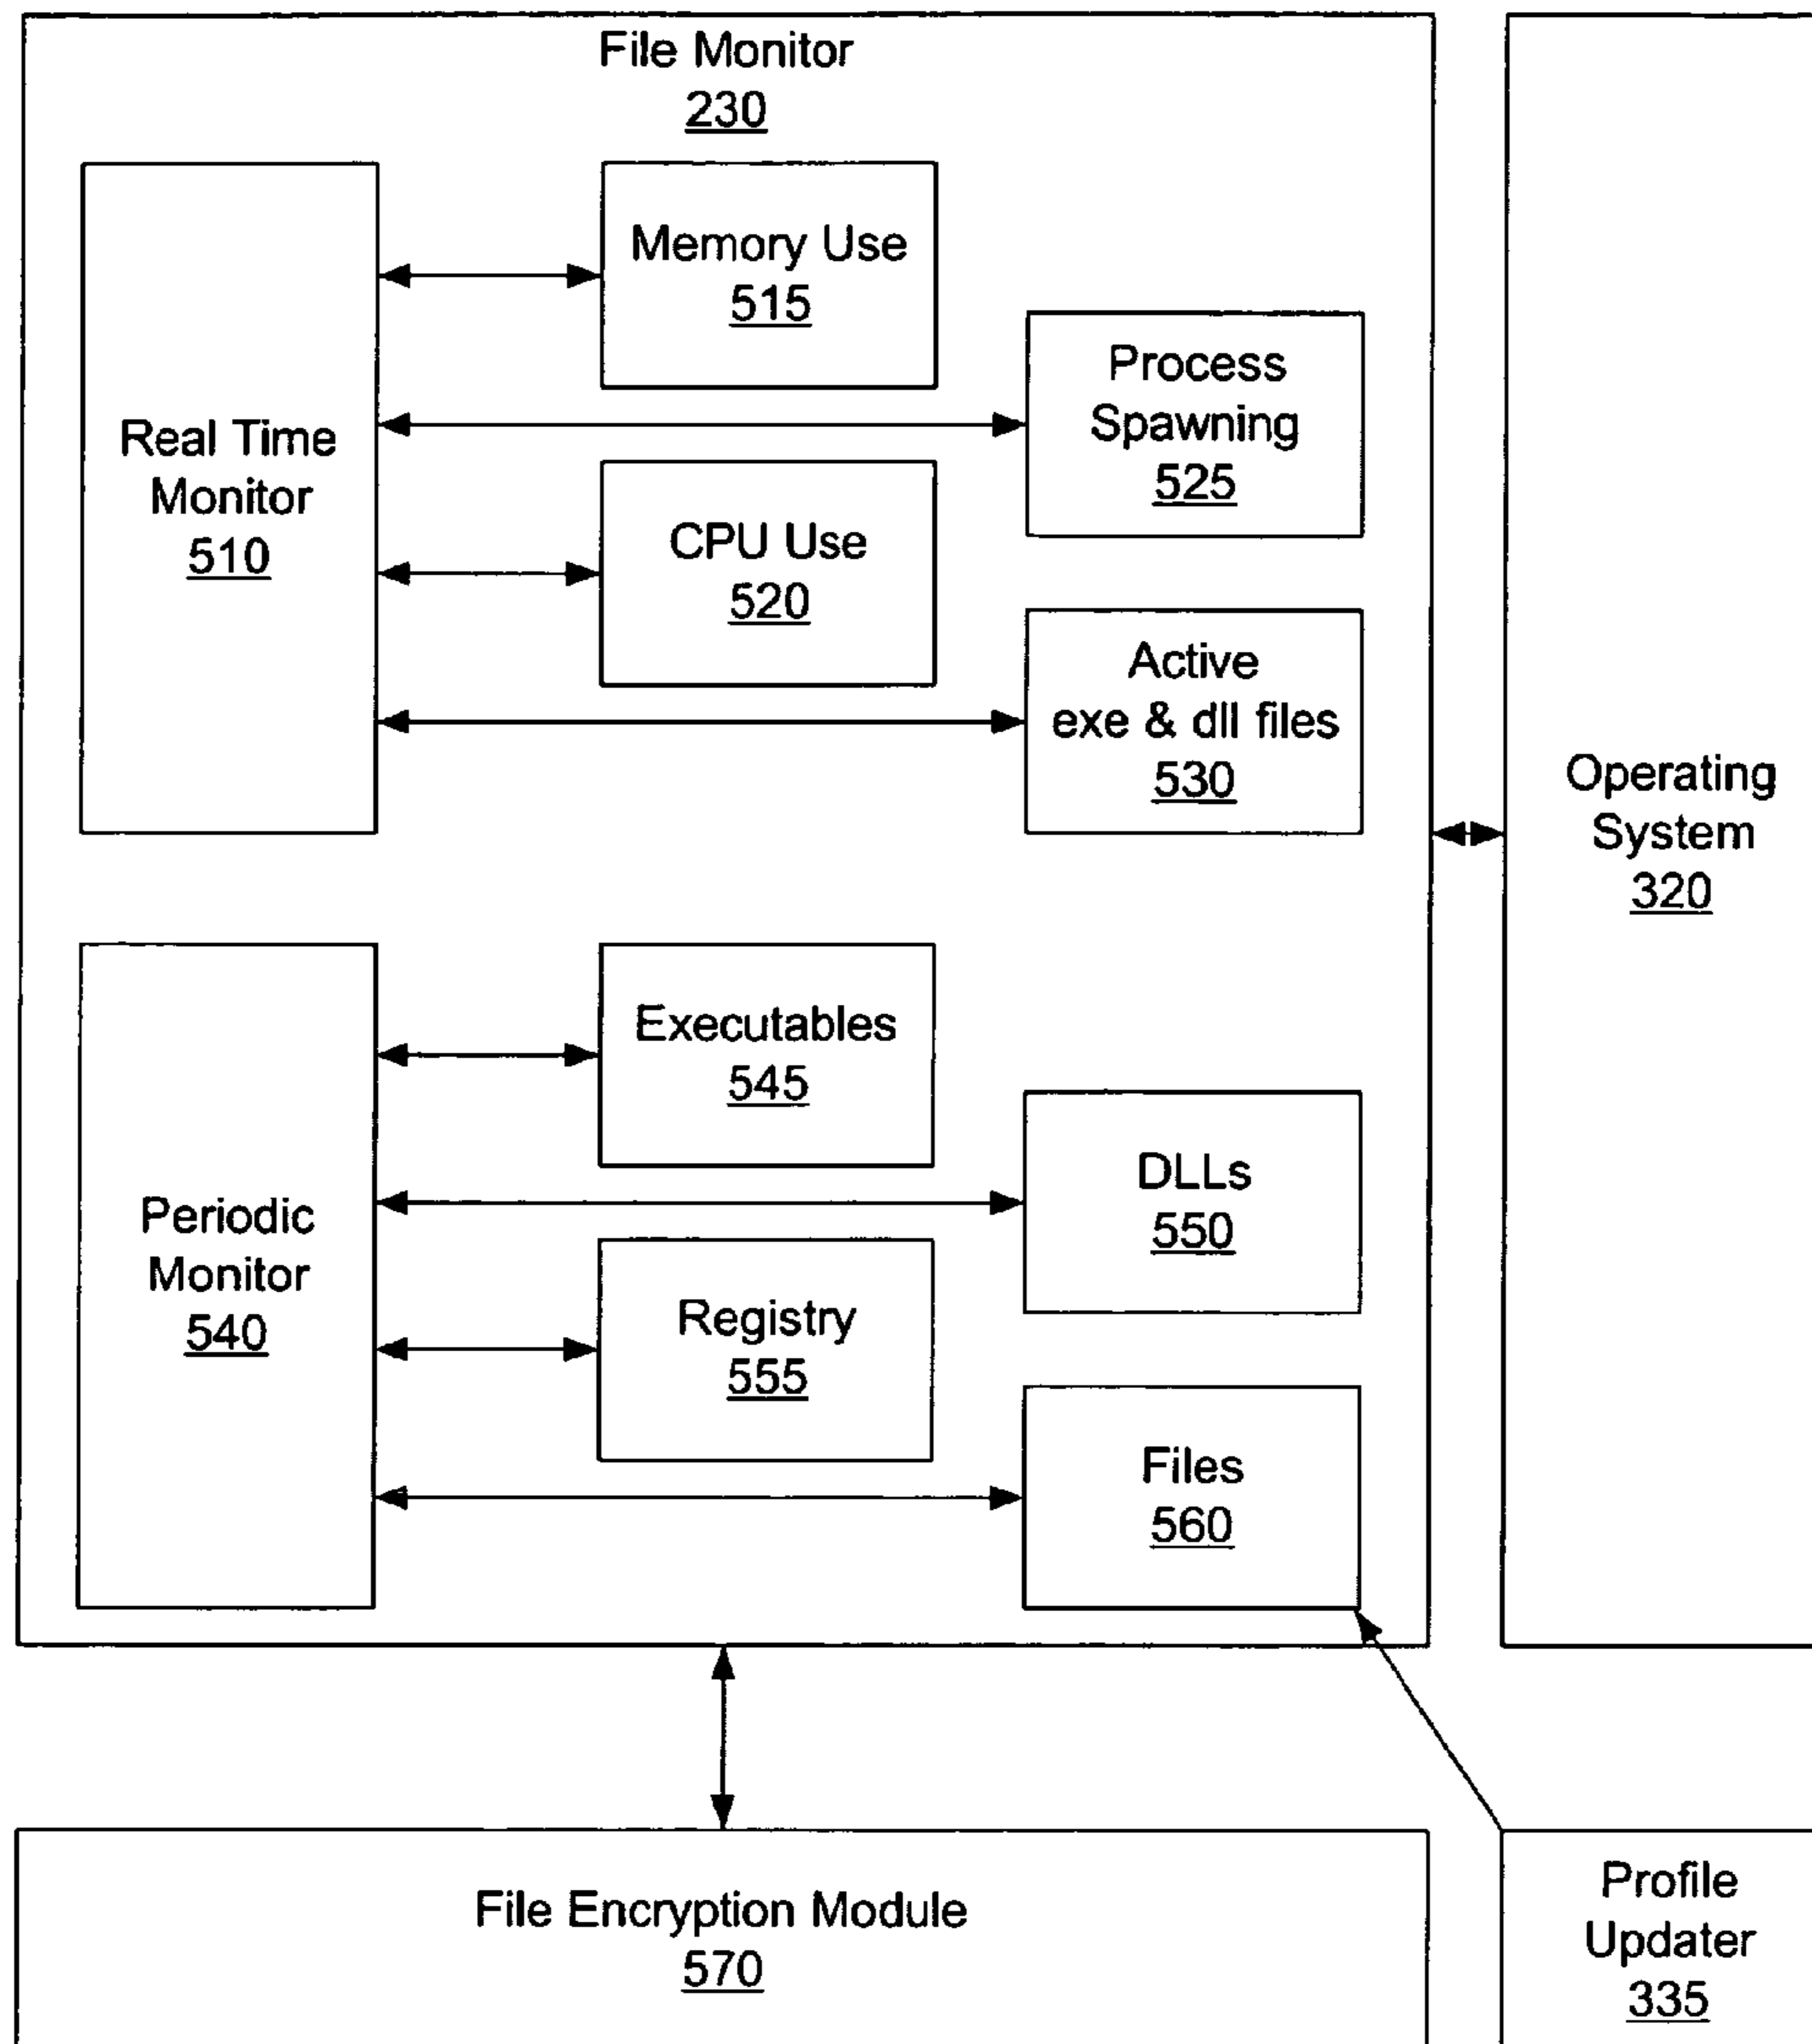 File Monitor
230
Real Time
Monitor
510
Memory Use
515
Process
Spawning
525
CPU Use
520
Active
exe & dll files
530
Operating
System
320
Periodic
Monitor
540
Executables
545
DLLs
550
Registry
555
Files
560
File Encryption Module
570
Profile
Updater
335